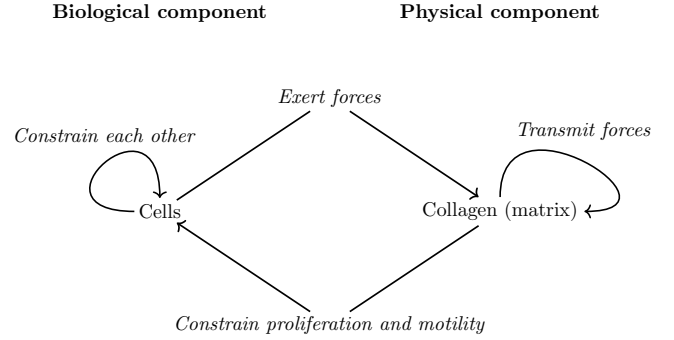 Biological component
Physical component
Exert forces
Constrain each other
Transmit forces
Cells
Collagen (matrix)
Constrain proliferation and motility